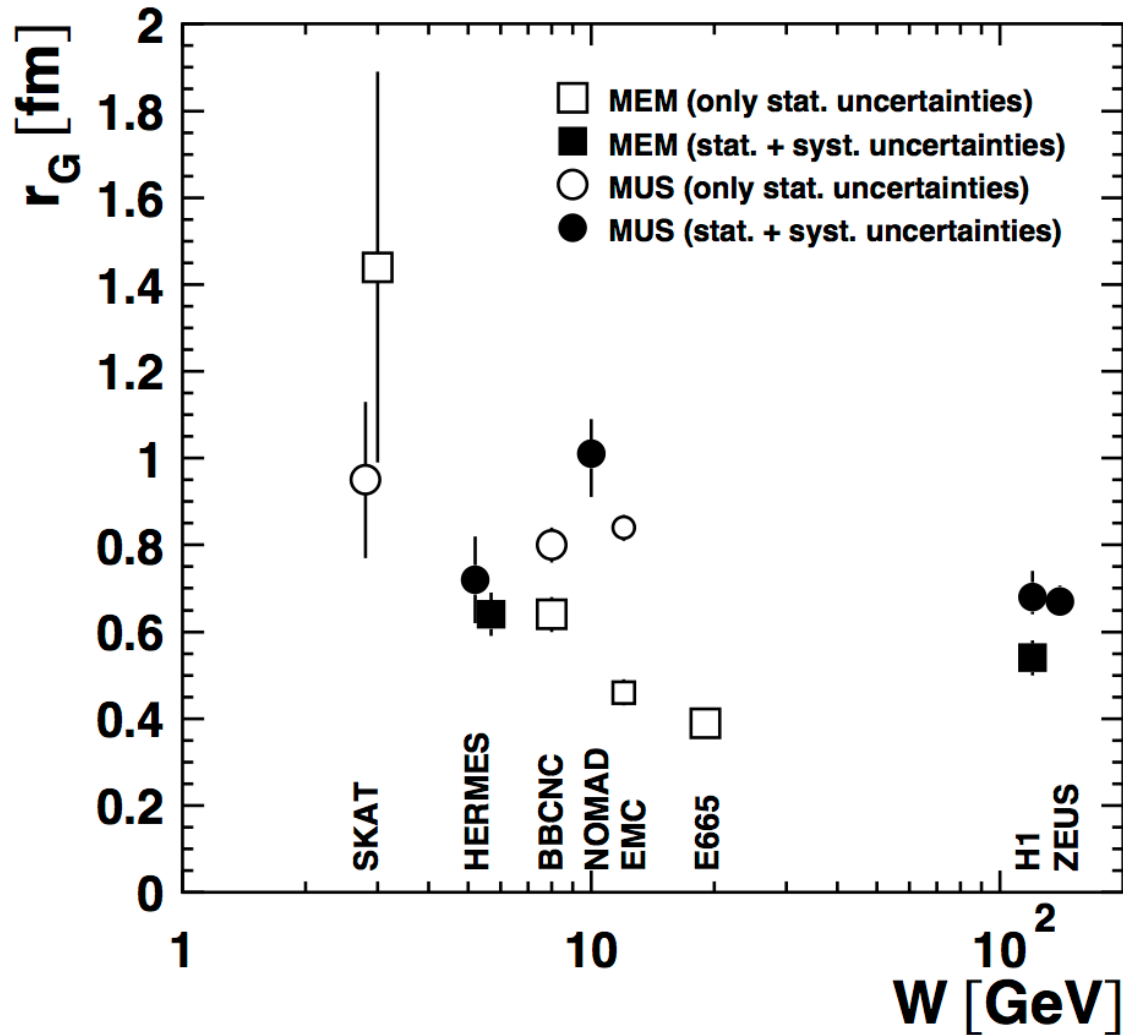 r_G [fm]
2
1.8
1.6
1.4
1.2
1
0.8
0.6
0.4
0.2
0
MEM (only stat. uncertainties)
MEM (stat. + syst. uncertainties)
MUS (only stat. uncertainties)
MUS (stat. + syst. uncertainties)
SKAT
HERMES
BBCNC
NOMAD
EMC
E665
H1
ZEUS
1
10
10^2
W [GeV]